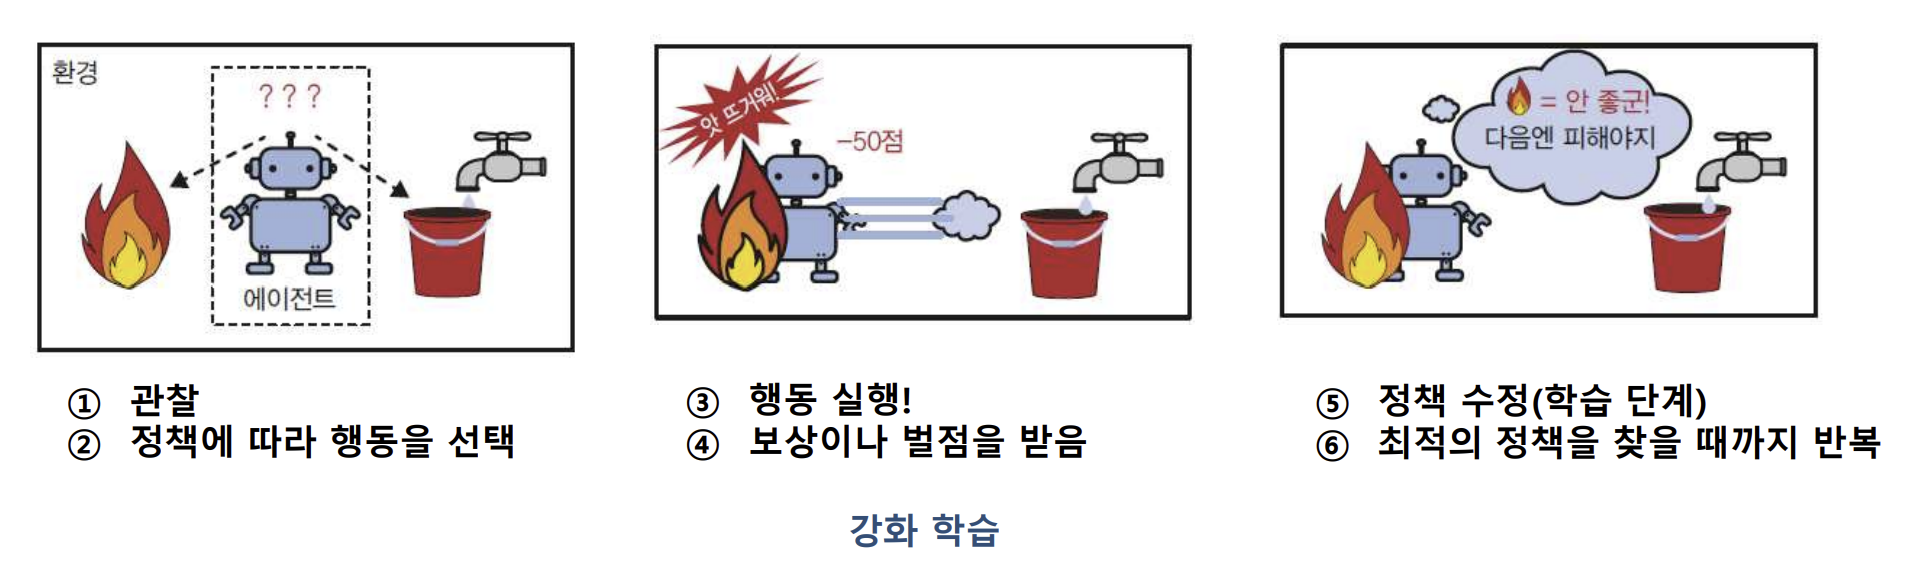 환경
? ? ?
에이전트
① 관찰
② 정책에 따라 행동을 선택
앗 뜨거워!
-50점
③ 행동 실행!
④ 보상이나 벌점을 받음
= 안 좋군!
다음엔 피해야지
⑤ 정책 수정(학습 단계)
⑥ 최적의 정책을 찾을 때까지 반복
강화 학습